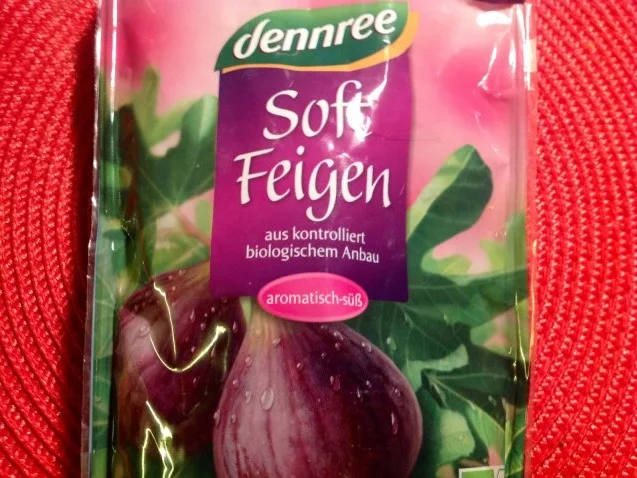 dennree
Soft
Feigen
aus kontrolliert
biologischem Anbau
aromatisch-süß